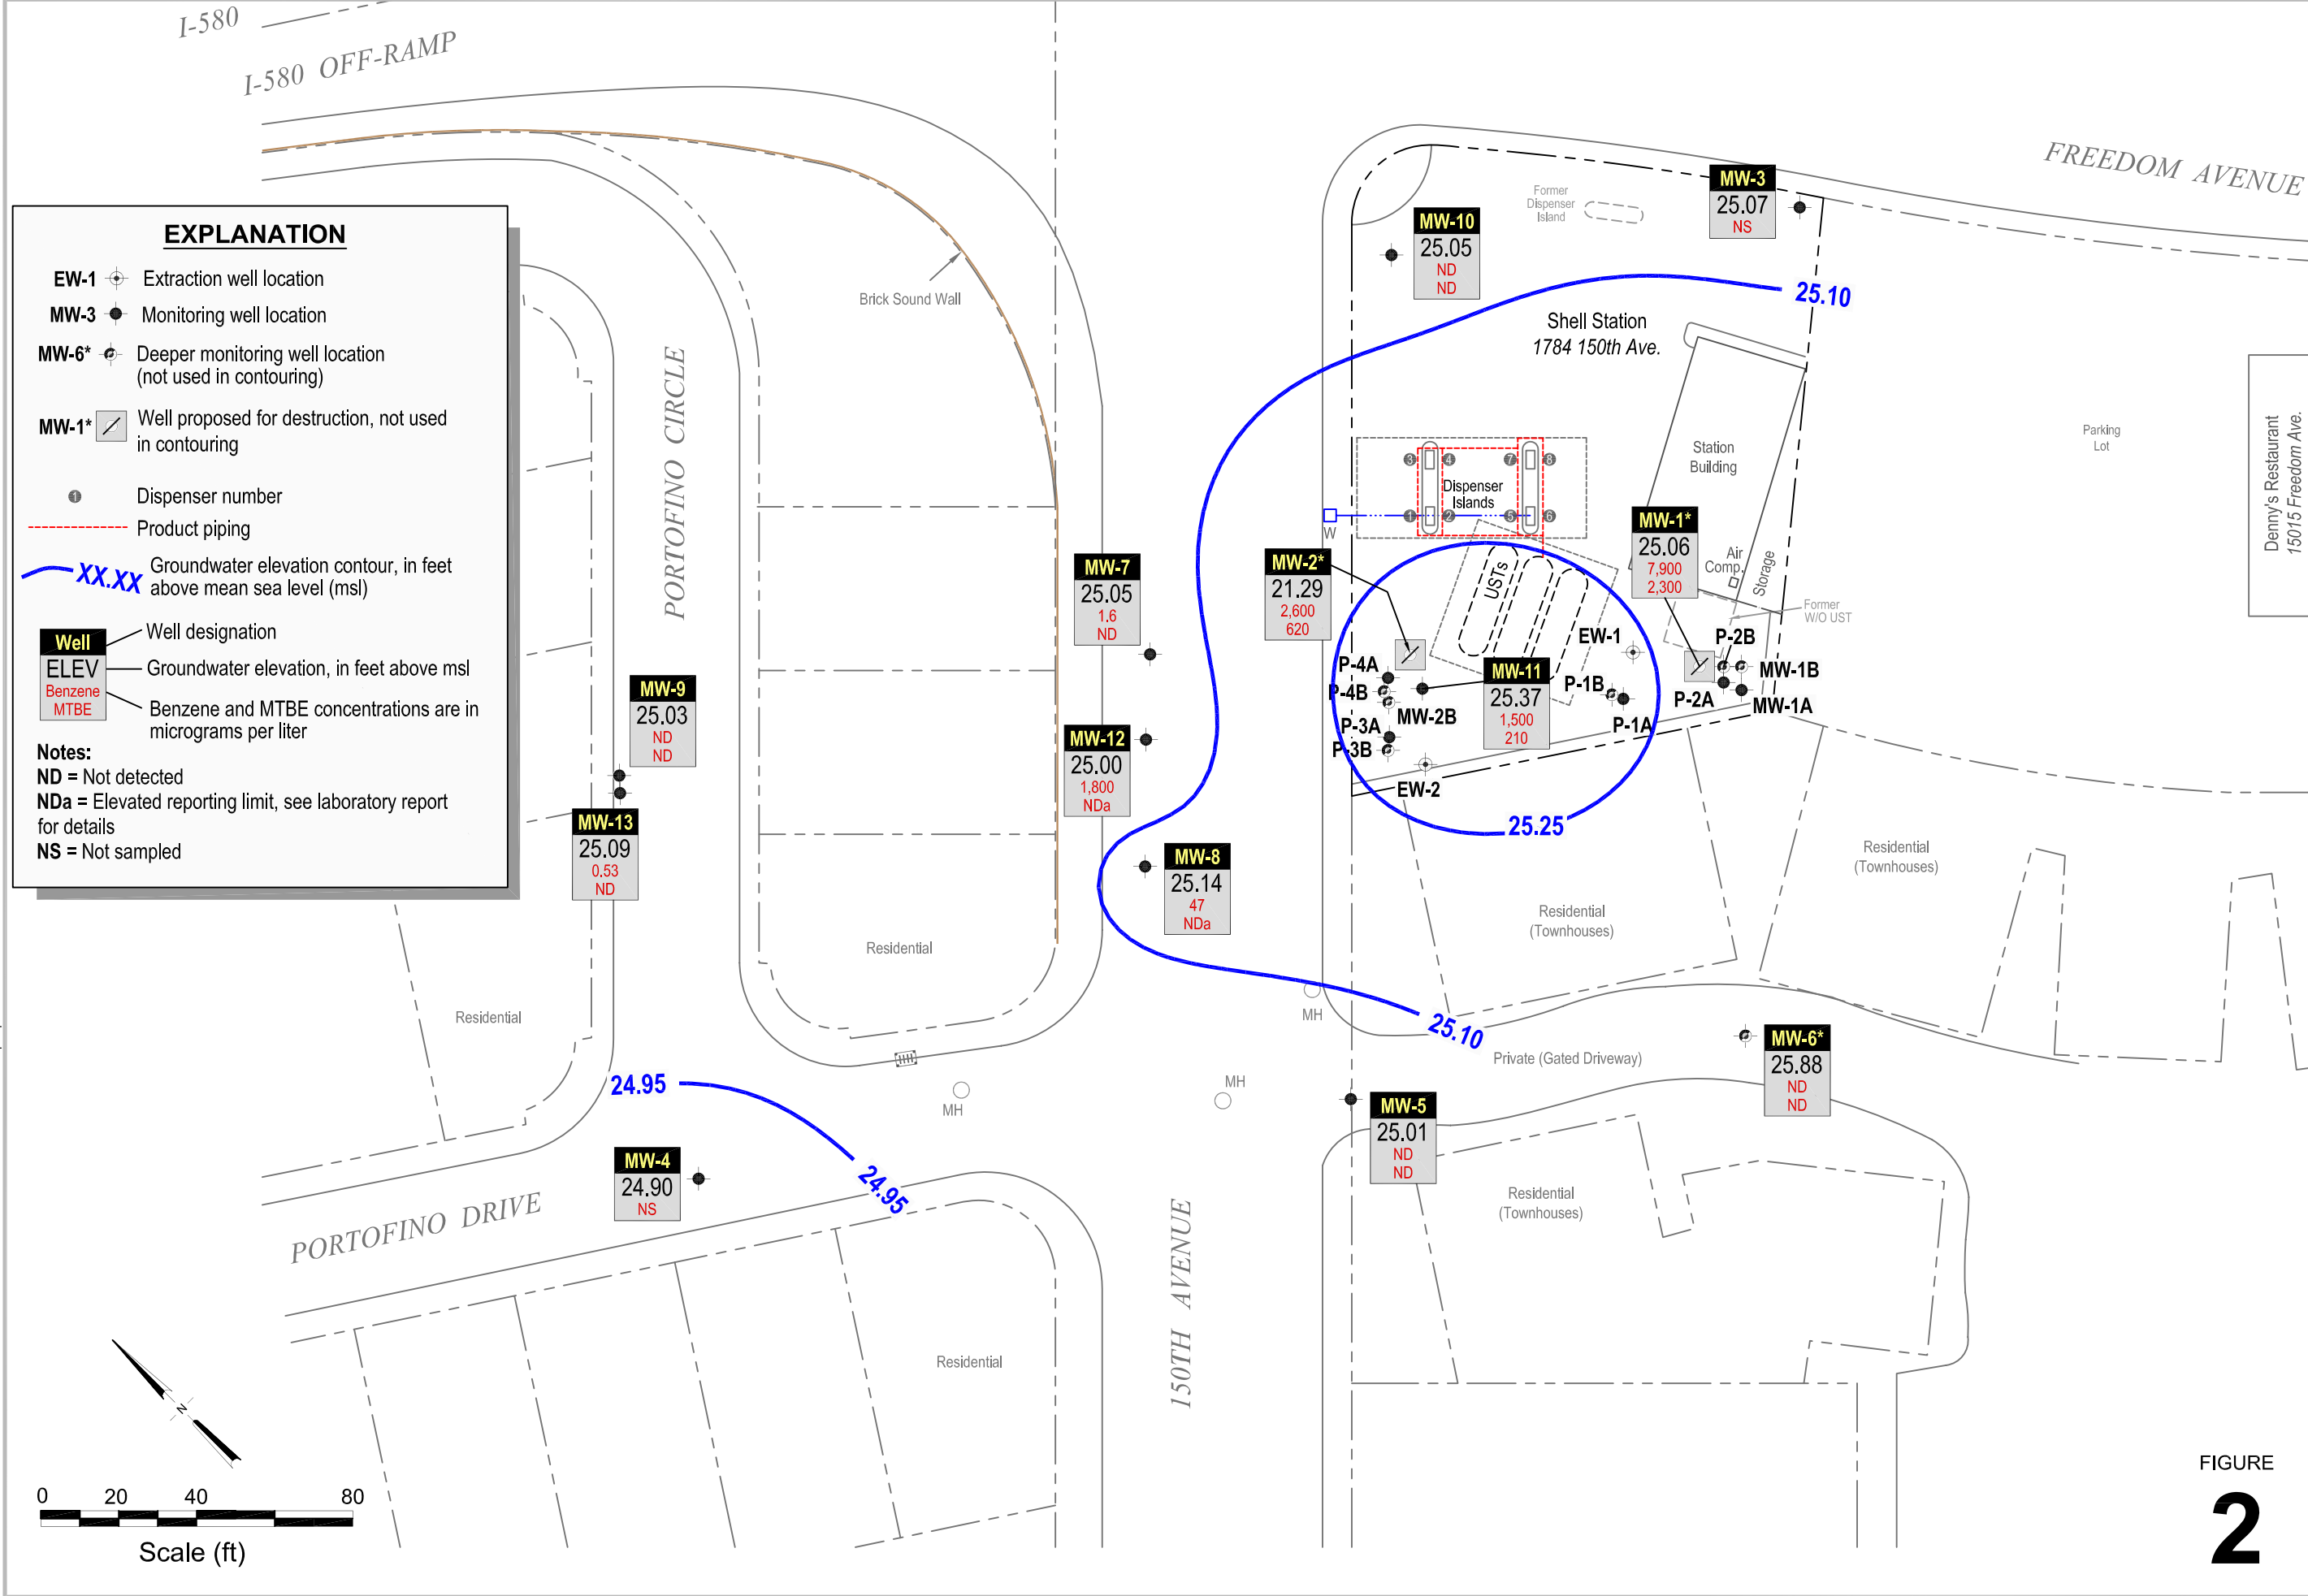 I-580
I-580 OFF-RAMP
FREEDOM AVENUE
EXPLANATION
EW-1 Extraction well location
MW-3 Monitoring well location
MW-6* Deeper monitoring well location
(not used in contouring)
MW-1* Well proposed for destruction, not used
in contouring
1 Dispenser number
Product piping
XX.XX Groundwater elevation contour, in feet
above mean sea level (msl)
Well
ELEV
Benzene
MTBE
Well designation
Groundwater elevation, in feet above msl
Benzene and MTBE concentrations are in
micrograms per liter
Notes:
ND = Not detected
NDa = Elevated reporting limit, see laboratory report
for details
NS = Not sampled
Brick Sound Wall
PORTOFINO CIRCLE
Former
Dispenser
Island
MW-3
25.07
NS
MW-10
25.05
ND
ND
25.10
Shell Station
1784 150th Ave.
Station
Building
Parking
Lot
Denny's Restaurant
15015 Freedom Ave.
3
4
7
8
Dispenser
Islands
1
2
5
6
W
MW-1*
25.06
7,900
2,300
Air
Comp.
Storage
Former
W/O UST
MW-2*
21.29
2,600
620
USTs
MW-7
25.05
1.6
ND
EW-1
P-2B
MW-1B
P-4A
P-4B
MW-2B
MW-11
25.37
1,500
210
P-1B
P-1A
P-2A
MW-1A
P-3A
P-3B
EW-2
25.25
MW-9
25.03
ND
ND
MW-12
25.00
1,800
NDa
MW-13
25.09
0.53
ND
MW-8
25.14
47
NDa
Residential
(Townhouses)
Residential
(Townhouses)
Residential
Residential
MH
25.10
Private (Gated Driveway)
MW-6*
25.88
ND
ND
24.95
MH
MH
MW-5
25.01
ND
ND
MW-4
24.90
NS
24.95
PORTOFINO DRIVE
150TH AVENUE
Residential
(Townhouses)
Residential
N
0 20 40 80
Scale (ft)
FIGURE
2